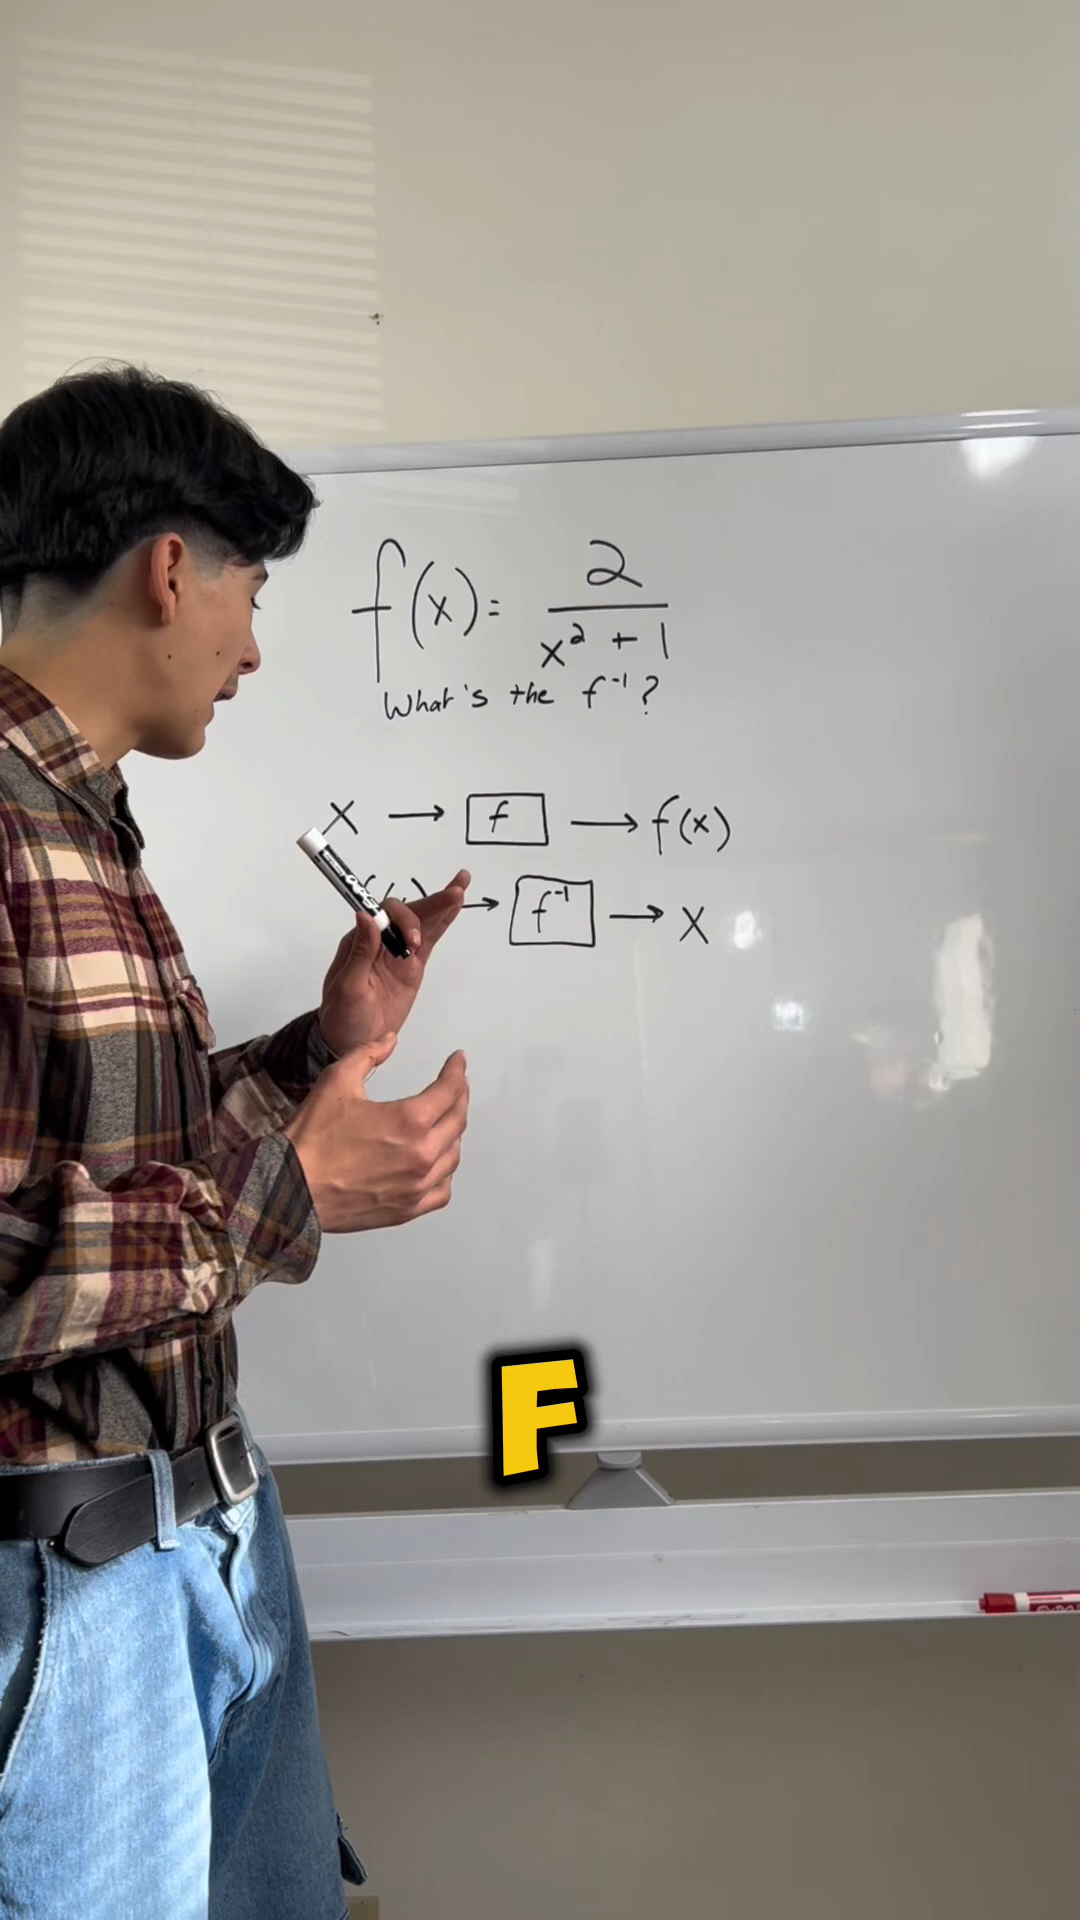 f(x) = 2 / x² + 1
What's the f⁻¹?
x → f → f(x)
→ f⁻¹ → x
F